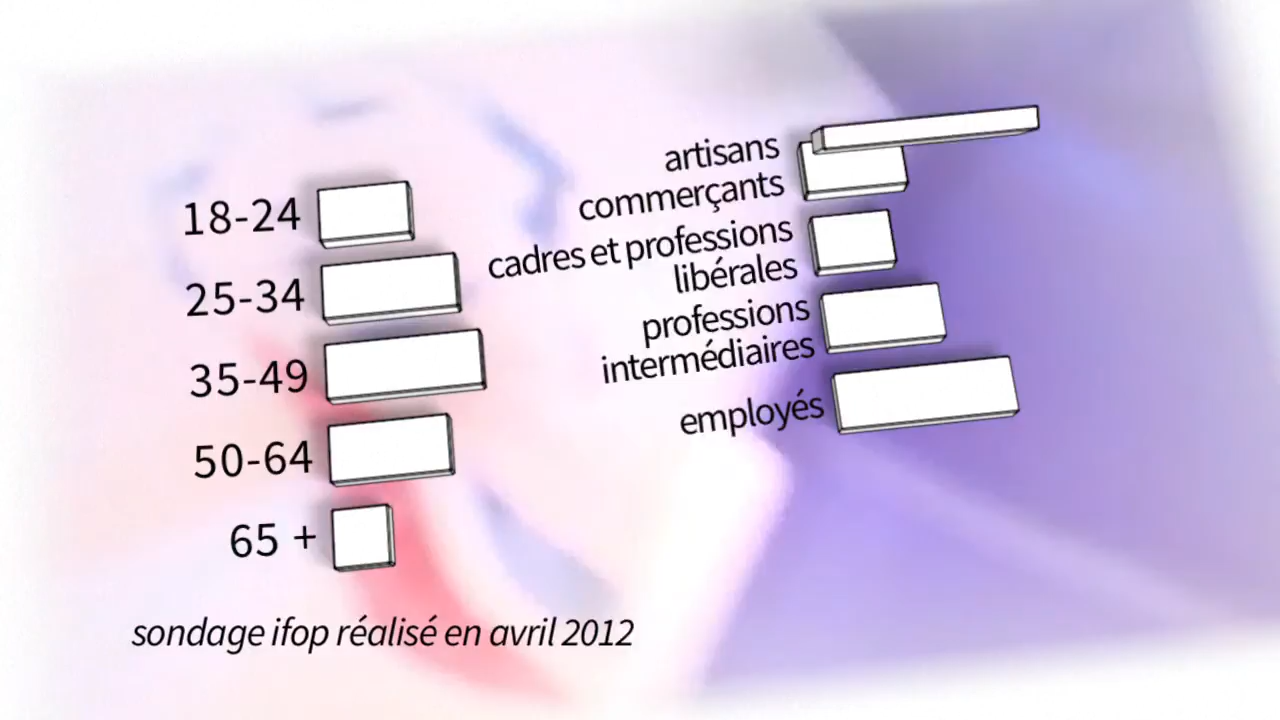 18-24
25-34
35-49
50-64
65 +
artisans
commerçants
cadres et professions
libérales
professions
intermédiaires
employés
sondage ifop réalisé en avril 2012